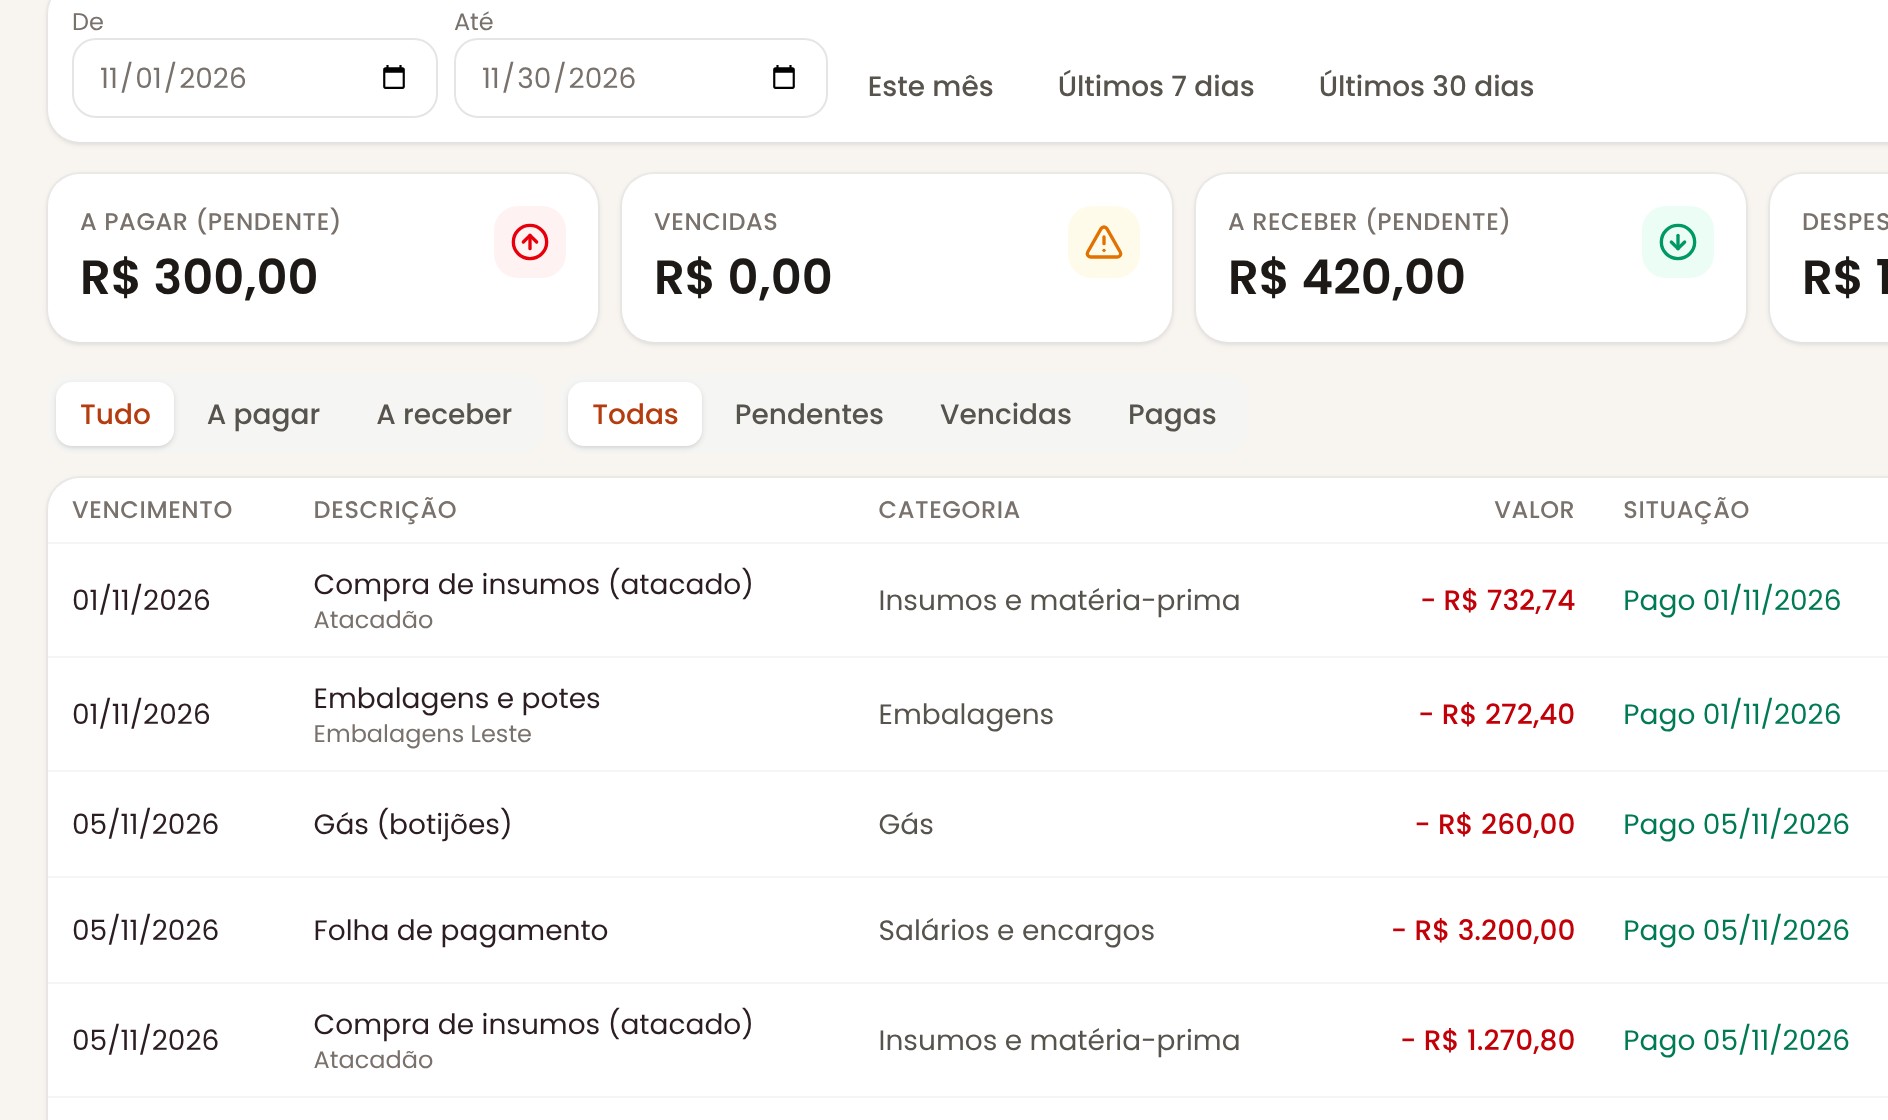 De
Até
11/01/2026
11/30/2026
Este mês
Últimos 7 dias
Últimos 30 dias
A PAGAR (PENDENTE)
R$ 300,00
VENCIDAS
R$ 0,00
A RECEBER (PENDENTE)
R$ 420,00
DESPES
R$ 1
Tudo
A pagar
A receber
Todas
Pendentes
Vencidas
Pagas
VENCIMENTO DESCRIÇÃO CATEGORIA VALOR SITUAÇÃO
01/11/2026 Compra de insumos (atacado) Insumos e matéria-prima - R$ 732,74 Pago 01/11/2026
Atacadão
01/11/2026 Embalagens e potes Embalagens - R$ 272,40 Pago 01/11/2026
Embalagens Leste
05/11/2026 Gás (botijões) Gás - R$ 260,00 Pago 05/11/2026
05/11/2026 Folha de pagamento Salários e encargos - R$ 3.200,00 Pago 05/11/2026
05/11/2026 Compra de insumos (atacado) Insumos e matéria-prima - R$ 1.270,80 Pago 05/11/2026
Atacadão